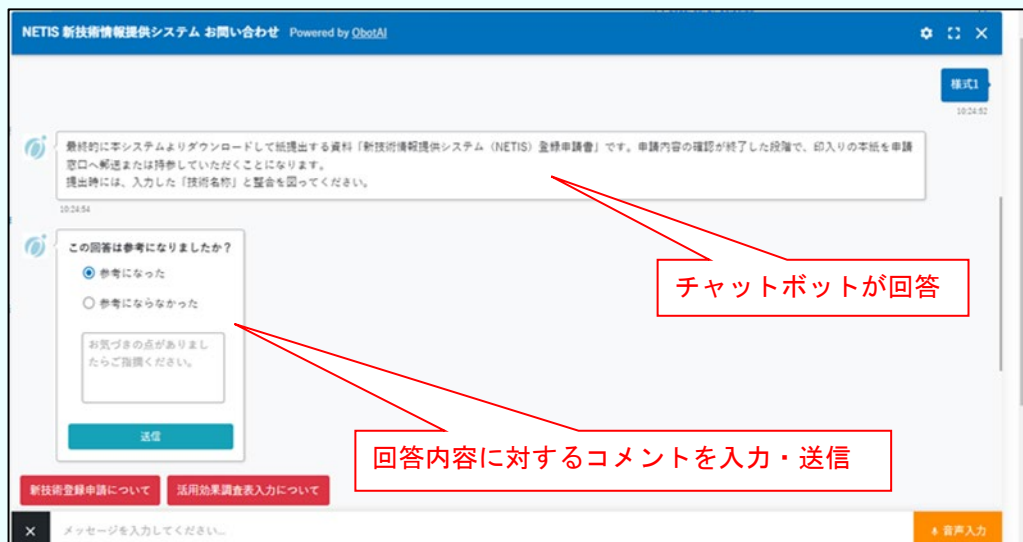 NETIS 新技術情報提供システム お問い合わせ Powered by ObotAI
様式1
10:24:52
最終的に本システムよりダウンロードして紙提出する資料「新技術情報提供システム（NETIS）登録申請書」です。申請内容の確認が終了した段階で、印入りの本紙を申請
窓口へ郵送または持参していただくことになります。
提出時には、入力した「技術名称」と整合を図ってください。
10:24:54
チャットボットが回答
この回答は参考になりましたか？
参考になった
参考にならなかった
お気づきの点がありまし
たらご指摘ください。
送信
回答内容に対するコメントを入力・送信
新技術登録申請について 活用効果調査表入力について
メッセージを入力してください... 音声入力